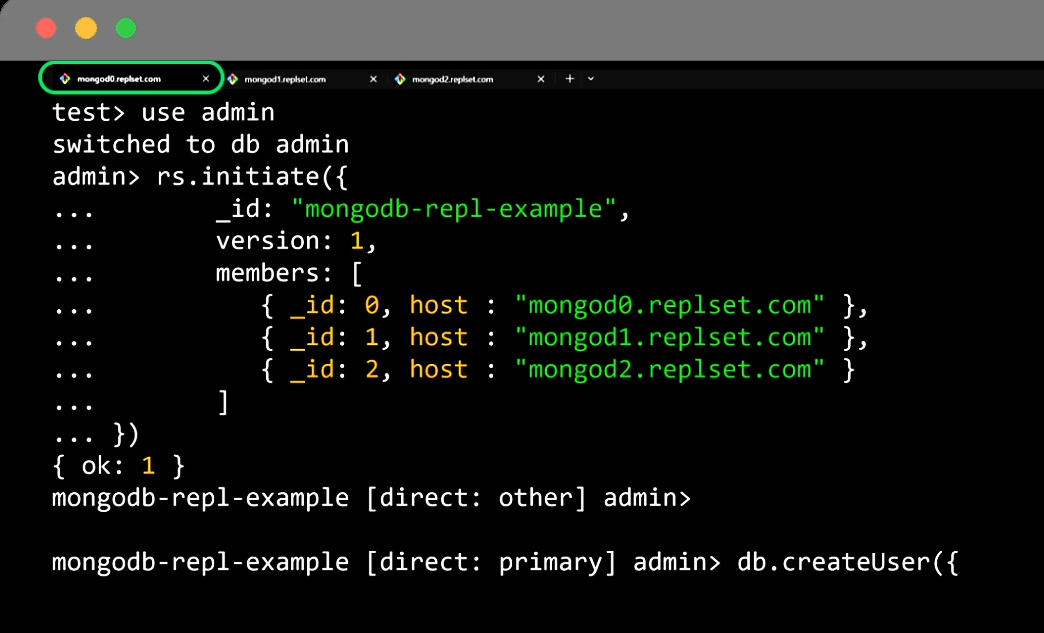 mongod0.replset.com
mongod1.replset.com
mongod2.replset.com
test> use admin
switched to db admin
admin> rs.initiate({
... _id: "mongodb-repl-example",
... version: 1,
... members: [
... { _id: 0, host : "mongod0.replset.com" },
... { _id: 1, host : "mongod1.replset.com" },
... { _id: 2, host : "mongod2.replset.com" }
... ]
... })
{ ok: 1 }
mongodb-repl-example [direct: other] admin>
mongodb-repl-example [direct: primary] admin> db.createUser({